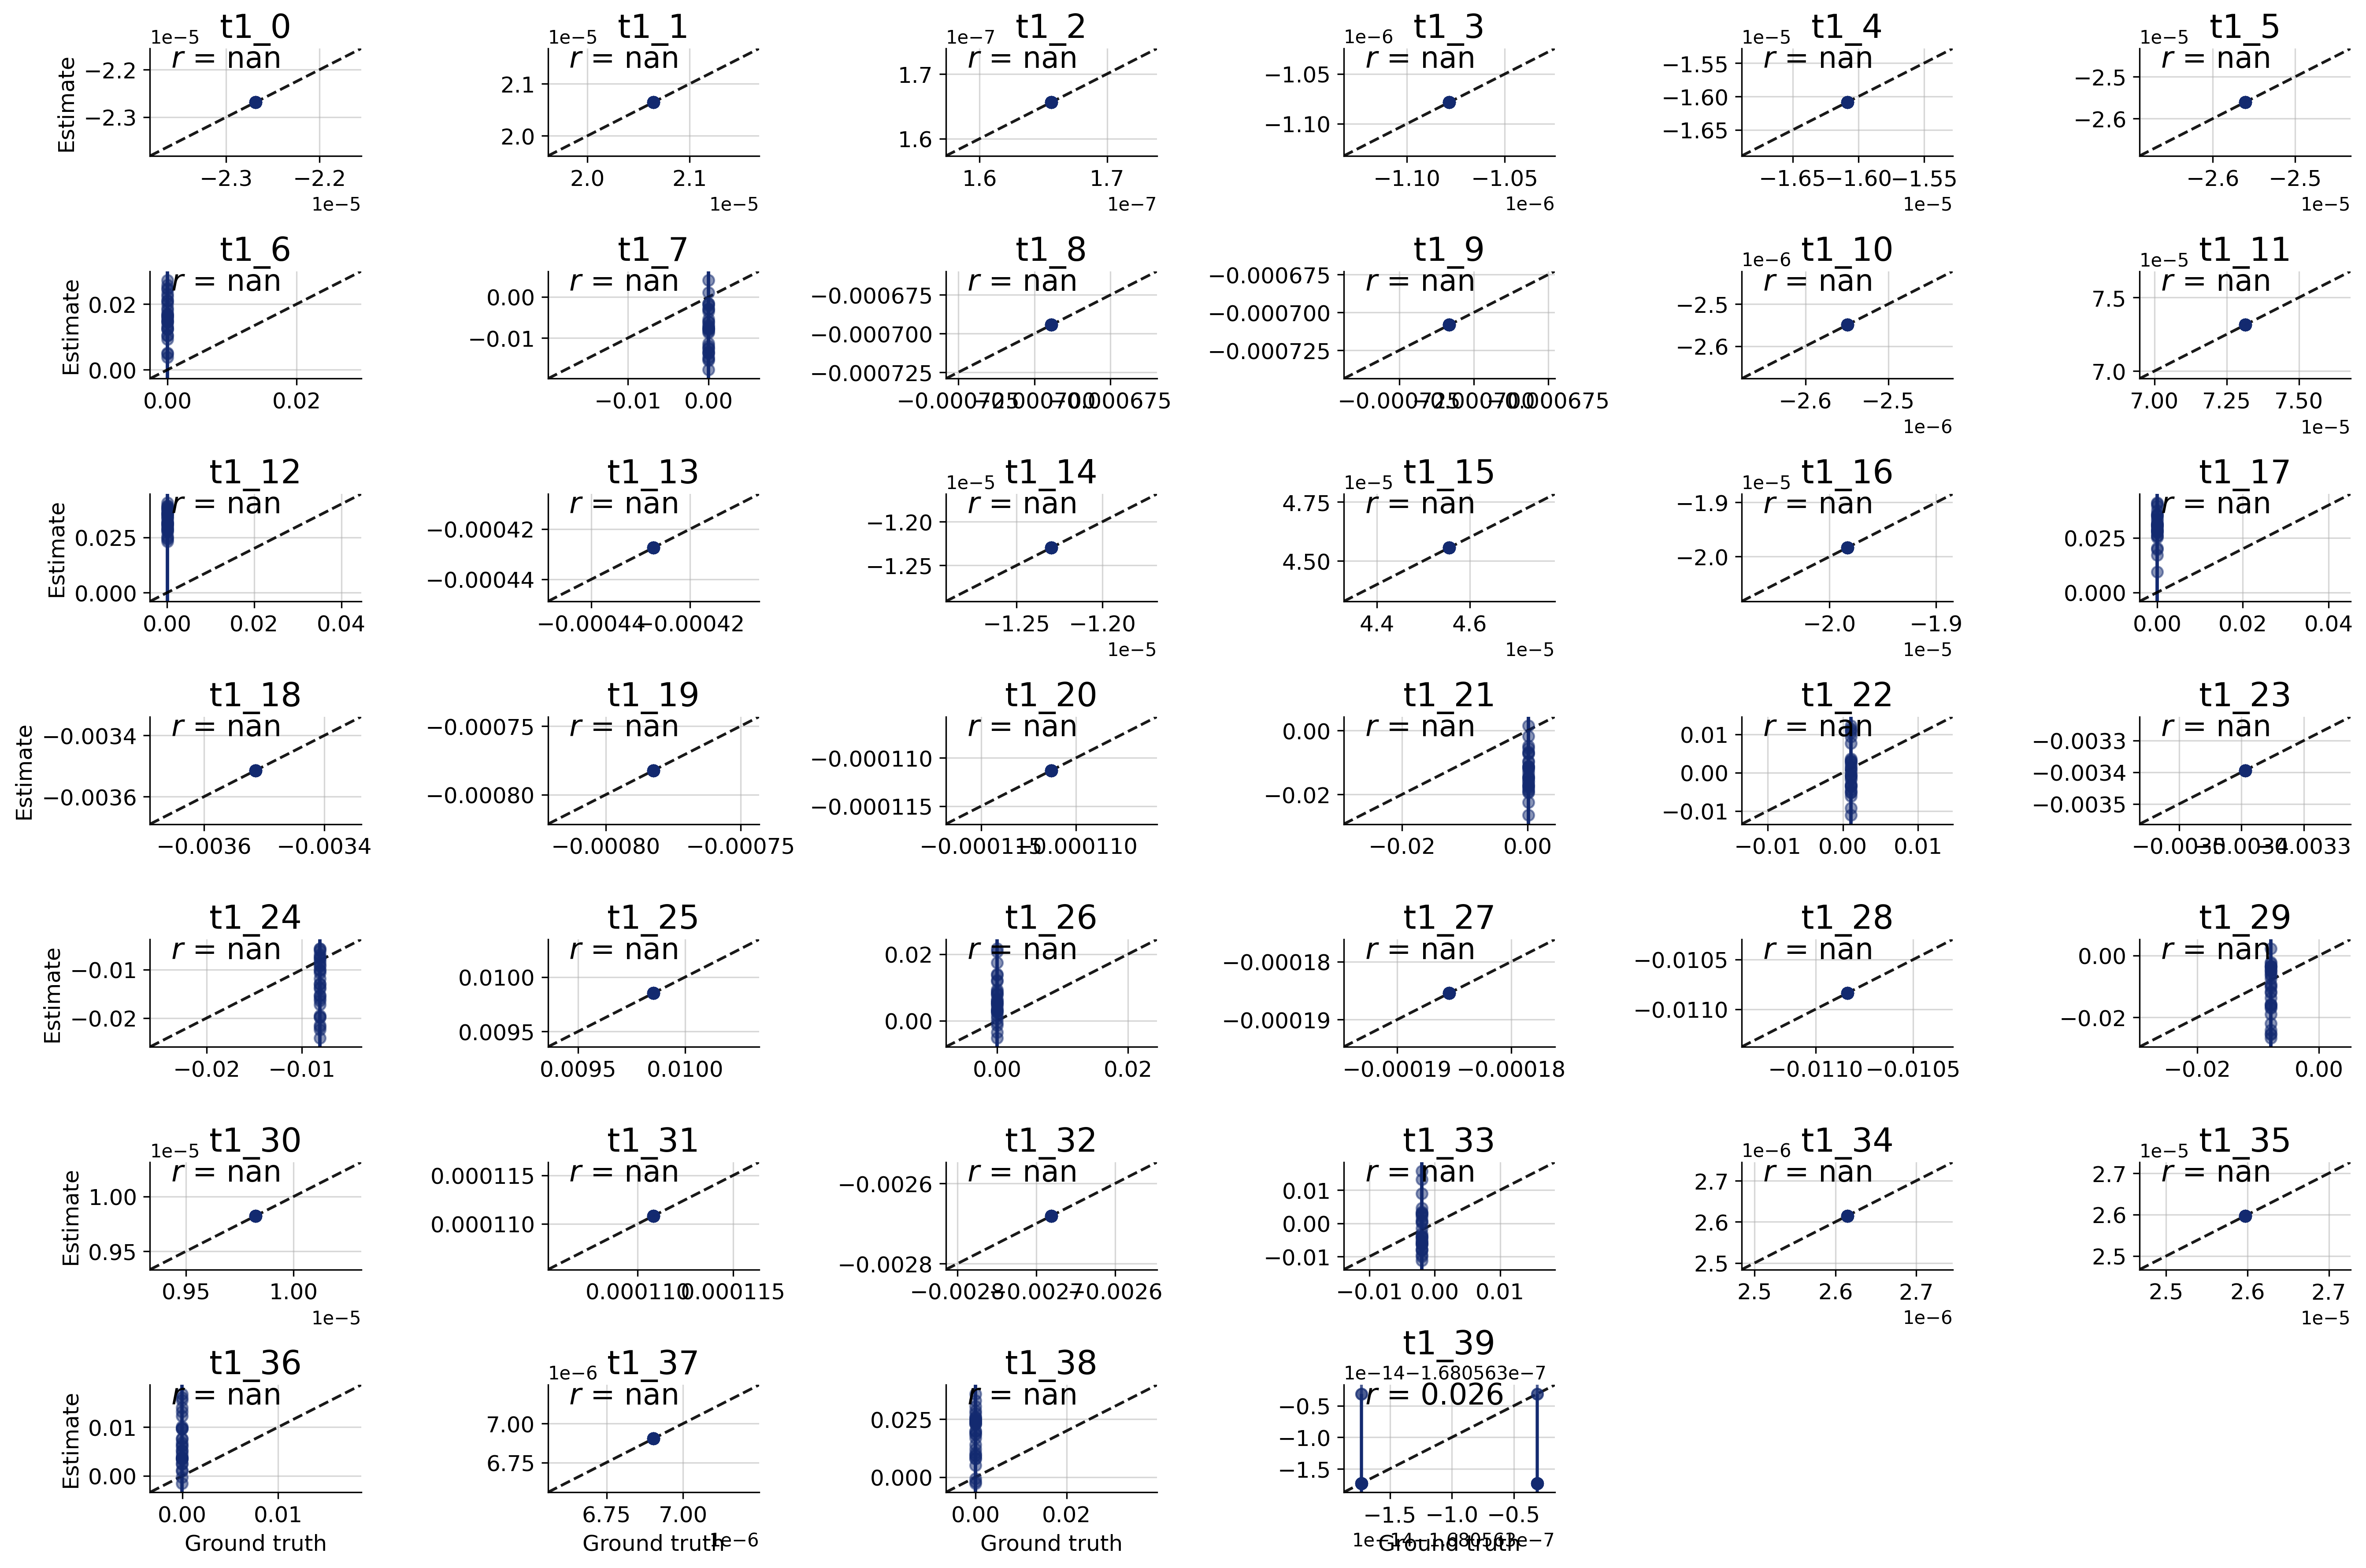 t1_0 t1_1 t1_2 t1_3 t1_4 t1_5
1e−5 1e−5 1e−7 1e−6 1e−5 1e−5
r = nan r = nan r = nan r = nan r = nan r = nan
Estimate
−2.2 −2.3
2.1 2.0
1.7 1.6
−1.05 −1.10
−1.55 −1.60 −1.65
−2.5 −2.6
−2.3 −2.2 2.0 2.1 1.6 1.7 −1.10 −1.05 −1.65 −1.60 −1.55 −2.6 −2.5
1e−5 1e−5 1e−7 1e−6 1e−5 1e−5
t1_6 t1_7 t1_8 t1_9 t1_10 t1_11
1e−6 1e−5
r = nan r = nan r = nan r = nan r = nan r = nan
Estimate
0.02 0.00
0.00 −0.01
−0.000675 −0.000700 −0.000725
−0.000675 −0.000700 −0.000725
−2.5 −2.6
7.5 7.0
0.00 0.02 −0.01 0.00 −0.000725 −0.000700 −0.000675 −0.000725 −0.000700 −0.000675 −2.6 −2.5 7.00 7.25 7.50
1e−6 1e−5
t1_12 t1_13 t1_14 t1_15 t1_16 t1_17
1e−5 1e−5 1e−5
r = nan r = nan r = nan r = nan r = nan r = nan
Estimate
0.025 0.000
−0.00042 −0.00044
−1.20 −1.25
4.75 4.50
−1.9 −2.0
0.025 0.000
0.00 0.02 0.04 −0.00044 −0.00042 −1.25 −1.20 4.4 4.6 −2.0 −1.9 0.00 0.02 0.04
1e−5 1e−5 1e−5
t1_18 t1_19 t1_20 t1_21 t1_22 t1_23
r = nan r = nan r = nan r = nan r = nan r = nan
Estimate
−0.0034 −0.0036
−0.00075 −0.00080
−0.000110 −0.000115
0.00 −0.02
0.01 0.00 −0.01
−0.0033 −0.0034 −0.0035
−0.0036 −0.0034 −0.00080 −0.00075 −0.000115 −0.000110 −0.02 0.00 −0.01 0.00 0.01 −0.0035 −0.0034 −0.0033
t1_24 t1_25 t1_26 t1_27 t1_28 t1_29
r = nan r = nan r = nan r = nan r = nan r = nan
Estimate
−0.01 −0.02
0.0100 0.0095
0.02 0.00
−0.00018 −0.00019
−0.0105 −0.0110
0.00 −0.02
−0.02 −0.01 0.0095 0.0100 0.00 0.02 −0.00019 −0.00018 −0.0110 −0.0105 −0.02 0.00
t1_30 t1_31 t1_32 t1_33 t1_34 t1_35
1e−5 1e−6 1e−5
r = nan r = nan r = nan r = nan r = nan r = nan
Estimate
1.00 0.95
0.000115 0.000110
−0.0026 −0.0028
0.01 0.00 −0.01
2.7 2.6 2.5
2.7 2.6 2.5
0.95 1.00 0.000110 0.000115 −0.0028 −0.0027 −0.0026 −0.01 0.00 0.01 2.5 2.6 2.7 2.5 2.6 2.7
1e−5 1e−6 1e−5
t1_36 t1_37 t1_38 t1_39
1e−6 1e−14−1.680563e−7
r = nan r = nan r = nan r = 0.026
Estimate
0.01 0.00
7.00 6.75
0.025 0.000
−0.5 −1.0 −1.5
0.00 0.01 6.75 7.00 0.00 0.02 −1.5 −1.0 −0.5
1e−6 1e−14−1.680563e−7
Ground truth Ground truth Ground truth Ground truth